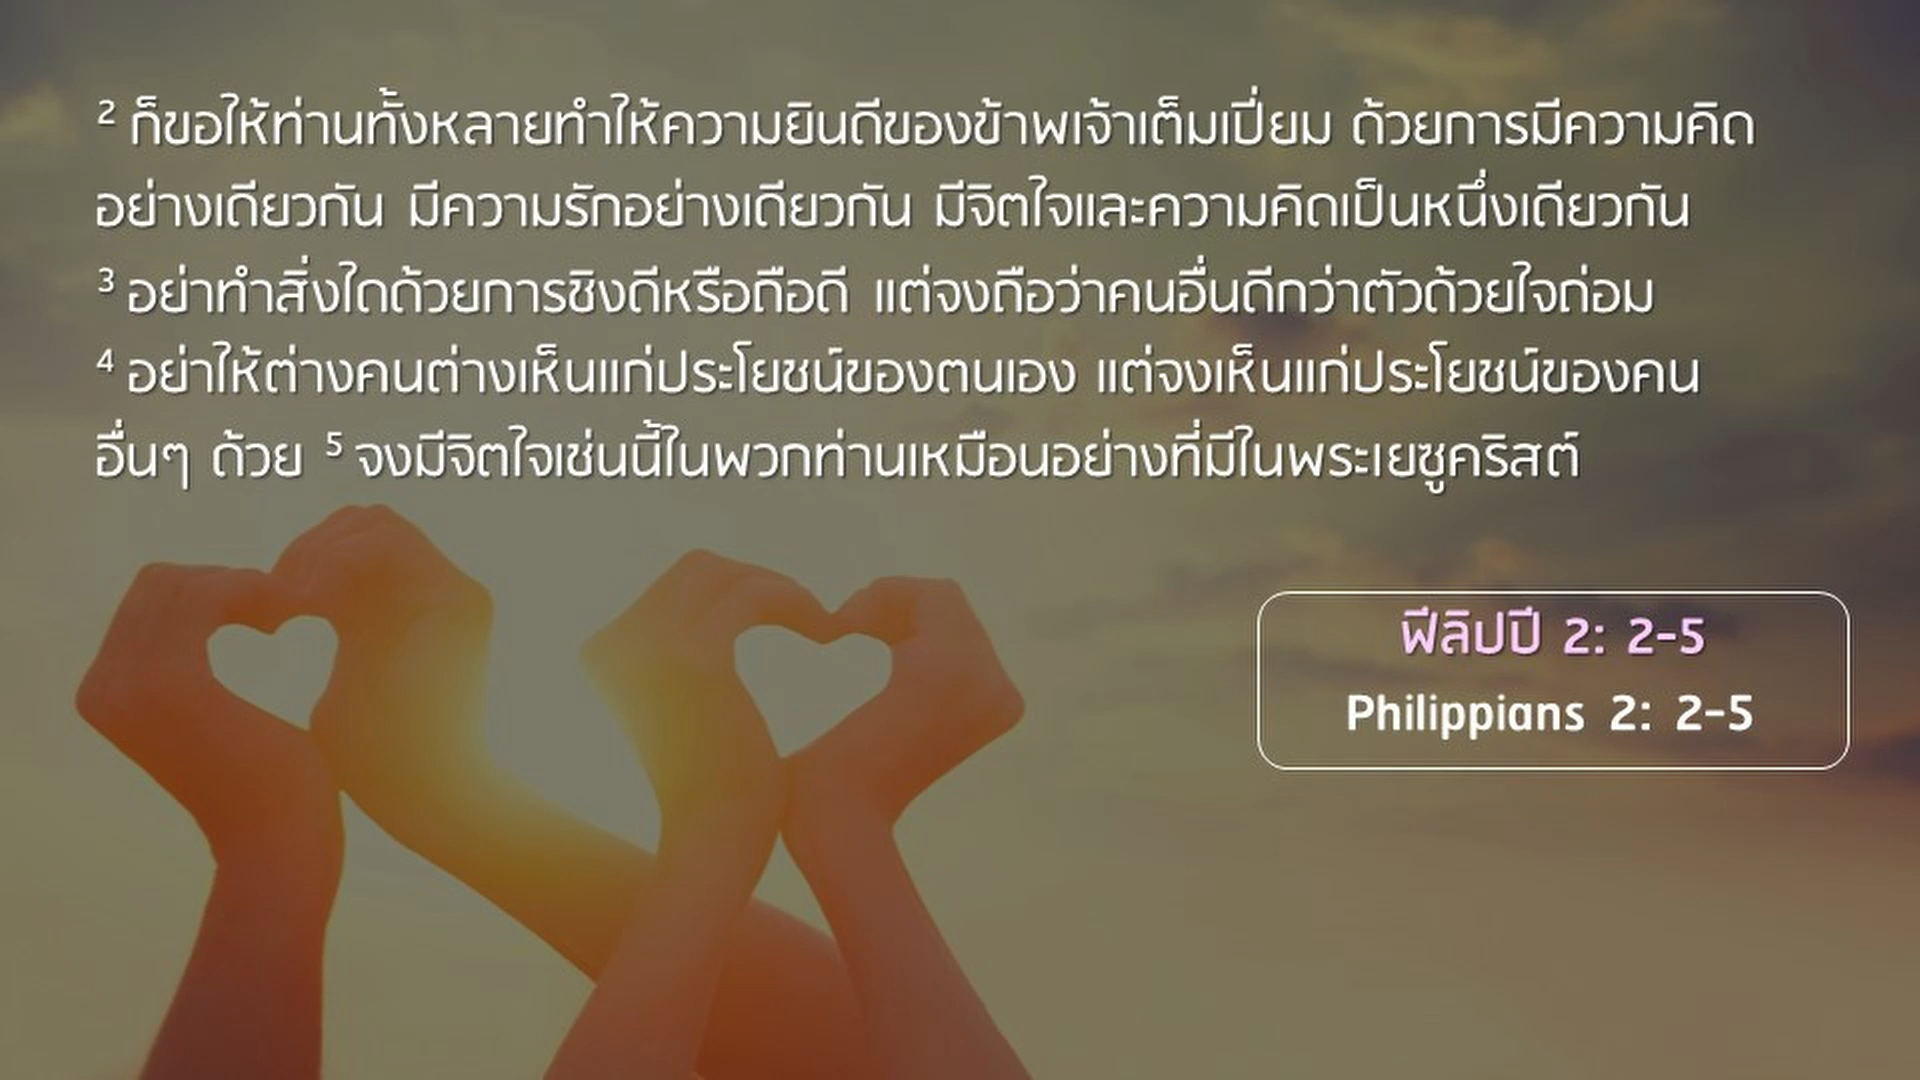 2 ก็ขอให้ท่านทั้งหลายทำให้ความยินดีของข้าพเจ้าเต็มเปี่ยม ด้วยการมีความคิด
อย่างเดียวกัน มีความรักอย่างเดียวกัน มีจิตใจและความคิดเป็นหนึ่งเดียวกัน
3 อย่าทำสิ่งใดด้วยการชิงดีหรือถือดี แต่จงถือว่าคนอื่นดีกว่าตัวด้วยใจถ่อม
4 อย่าให้ต่างคนต่างเห็นแก่ประโยชน์ของตนเอง แต่จงเห็นแก่ประโยชน์ของคน
อื่นๆ ด้วย 5 จงมีจิตใจเช่นนี้ในพวกท่านเหมือนอย่างที่มีในพระเยซูคริสต์
ฟีลิปปี 2: 2-5
Philippians 2: 2-5